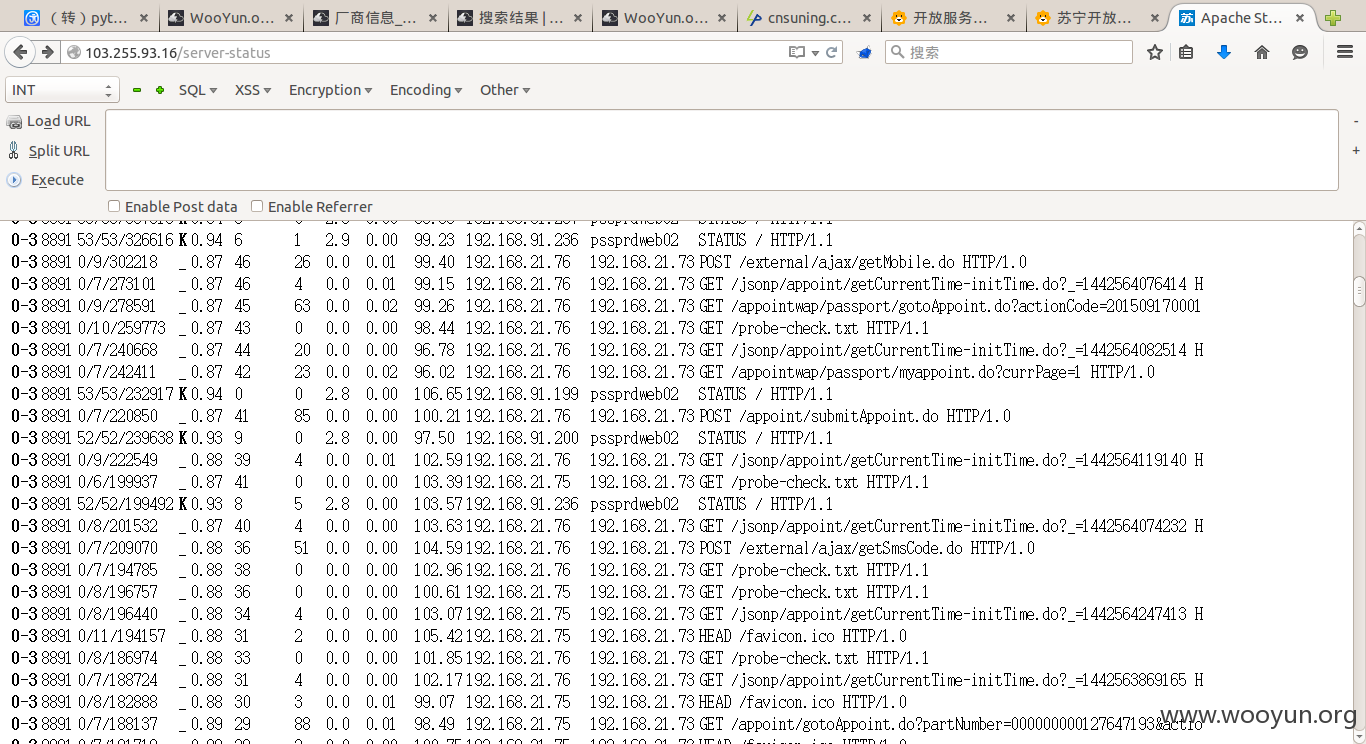 （转）pyt...
WooYun.o...
厂商信息_...
搜索结果 | ...
WooYun.o...
cnsuning.c...
开放服务...
苏宁开放...
Apache St...
103.255.93.16/server-status
搜索
INT
SQL XSS Encryption Encoding Other
Load URL
Split URL
Execute
Enable Post data Enable Referrer
0-3 8891 53/53/326616 K 0.94 6 1 2.9 0.00 99.23 192.168.91.236 pssprdweb02 STATUS / HTTP/1.1
0-3 8891 0/9/302218 _ 0.87 46 26 0.0 0.01 99.40 192.168.21.76 192.168.21.73 POST /external/ajax/getMobile.do HTTP/1.0
0-3 8891 0/7/273101 _ 0.87 46 4 0.0 0.01 99.15 192.168.21.76 192.168.21.73 GET /jsonp/appoint/getCurrentTime-initTime.do?_=1442564076414 H
0-3 8891 0/9/278591 _ 0.87 45 63 0.0 0.02 99.26 192.168.21.76 192.168.21.73 GET /appointwap/passport/gotoAppoint.do?actionCode=201509170001
0-3 8891 0/10/259773 _ 0.87 43 0 0.0 0.00 98.44 192.168.21.76 192.168.21.73 GET /probe-check.txt HTTP/1.1
0-3 8891 0/7/240668 _ 0.87 44 20 0.0 0.00 96.78 192.168.21.76 192.168.21.73 GET /jsonp/appoint/getCurrentTime-initTime.do?_=1442564082514 H
0-3 8891 0/7/242411 _ 0.87 42 23 0.0 0.02 96.02 192.168.21.76 192.168.21.73 GET /appointwap/passport/myappoint.do?currPage=1 HTTP/1.0
0-3 8891 53/53/232917 K 0.94 0 0 2.8 0.00 106.65 192.168.91.199 pssprdweb02 STATUS / HTTP/1.1
0-3 8891 0/7/220850 _ 0.87 41 85 0.0 0.00 100.21 192.168.21.76 192.168.21.73 POST /appoint/submitAppoint.do HTTP/1.0
0-3 8891 52/52/239638 K 0.93 9 0 2.8 0.00 97.50 192.168.91.200 pssprdweb02 STATUS / HTTP/1.1
0-3 8891 0/9/222549 _ 0.88 39 4 0.0 0.01 102.59 192.168.21.76 192.168.21.73 GET /jsonp/appoint/getCurrentTime-initTime.do?_=1442564119140 H
0-3 8891 0/6/199937 _ 0.87 41 0 0.0 0.00 103.39 192.168.21.75 192.168.21.73 GET /probe-check.txt HTTP/1.1
0-3 8891 52/52/199492 K 0.93 8 5 2.8 0.00 103.57 192.168.91.236 pssprdweb02 STATUS / HTTP/1.1
0-3 8891 0/8/201532 _ 0.87 40 4 0.0 0.00 103.63 192.168.21.76 192.168.21.73 GET /jsonp/appoint/getCurrentTime-initTime.do?_=1442564074232 H
0-3 8891 0/7/209070 _ 0.88 36 51 0.0 0.00 104.59 192.168.21.76 192.168.21.73 POST /external/ajax/getSmsCode.do HTTP/1.0
0-3 8891 0/7/194785 _ 0.88 38 0 0.0 0.00 102.96 192.168.21.76 192.168.21.73 GET /probe-check.txt HTTP/1.1
0-3 8891 0/8/196757 _ 0.88 36 0 0.0 0.00 100.61 192.168.21.75 192.168.21.73 GET /probe-check.txt HTTP/1.1
0-3 8891 0/8/196440 _ 0.88 34 4 0.0 0.01 103.07 192.168.21.75 192.168.21.73 GET /jsonp/appoint/getCurrentTime-initTime.do?_=1442564247413 H
0-3 8891 0/11/194157 _ 0.88 31 2 0.0 0.00 105.42 192.168.21.75 192.168.21.73 HEAD /favicon.ico HTTP/1.0
0-3 8891 0/8/186974 _ 0.88 33 0 0.0 0.00 101.85 192.168.21.76 192.168.21.73 GET /probe-check.txt HTTP/1.1
0-3 8891 0/7/188724 _ 0.88 31 4 0.0 0.00 102.17 192.168.21.76 192.168.21.73 GET /jsonp/appoint/getCurrentTime-initTime.do?_=1442563869165 H
0-3 8891 0/8/182888 _ 0.88 30 3 0.0 0.01 99.07 192.168.21.75 192.168.21.73 HEAD /favicon.ico HTTP/1.0
0-3 8891 0/7/188137 _ 0.89 29 88 0.0 0.01 98.49 192.168.21.75 192.168.21.73 GET /appoint/gotoAppoint.do?partNumber=000000000127647193&actio
www.wooyun.org